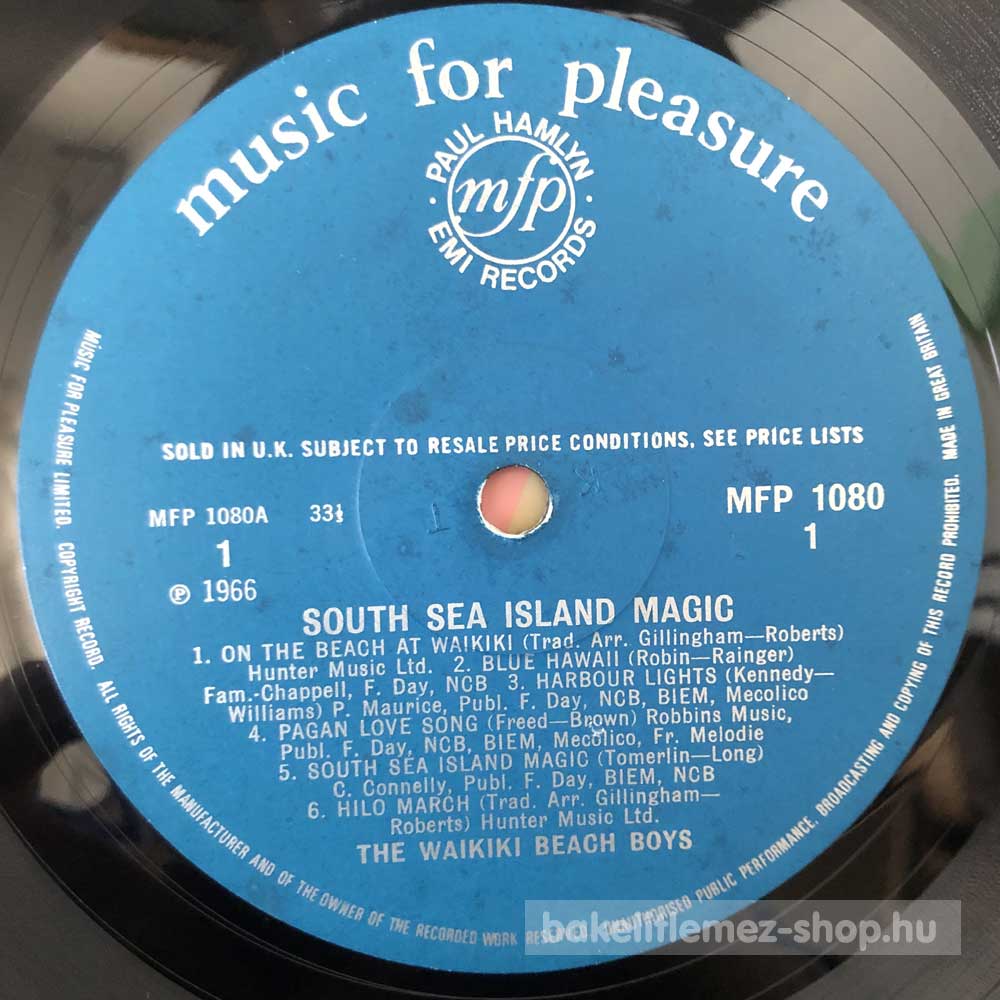 music for pleasure
PAUL HAMLYN
mfp
· EMI RECORDS ·
SOLD IN U.K. SUBJECT TO RESALE PRICE CONDITIONS, SEE PRICE LISTS
MFP 1080A 33⅓
1
℗ 1966
MFP 1080
1
SOUTH SEA ISLAND MAGIC
1. ON THE BEACH AT WAIKIKI (Trad. Arr. Gillingham—Roberts)
Hunter Music Ltd. 2. BLUE HAWAII (Robin—Rainger)
Fam.-Chappell, F. Day, NCB 3. HARBOUR LIGHTS (Kennedy—
Williams) P. Maurice, Publ. F. Day, NCB, BIEM, Mecolico
4. PAGAN LOVE SONG (Freed—Brown) Robbins Music,
Publ. F. Day, NCB, BIEM, Mecolico, Fr. Melodie
5. SOUTH SEA ISLAND MAGIC (Tomerlin—Long)
C. Connelly, Publ. F. Day, BIEM, NCB
6. HILO MARCH (Trad. Arr. Gillingham—
Roberts) Hunter Music Ltd.
THE WAIKIKI BEACH BOYS
MUSIC FOR PLEASURE LIMITED. COPYRIGHT RECORD. ALL RIGHTS OF THE MANUFACTURER AND OF THE OWNER OF THE RECORDED WORK RESERVED. UNAUTHORISED PUBLIC PERFORMANCE, BROADCASTING AND COPYING OF THIS RECORD PROHIBITED. MADE IN GREAT BRITAIN
bakelitlemez-shop.hu